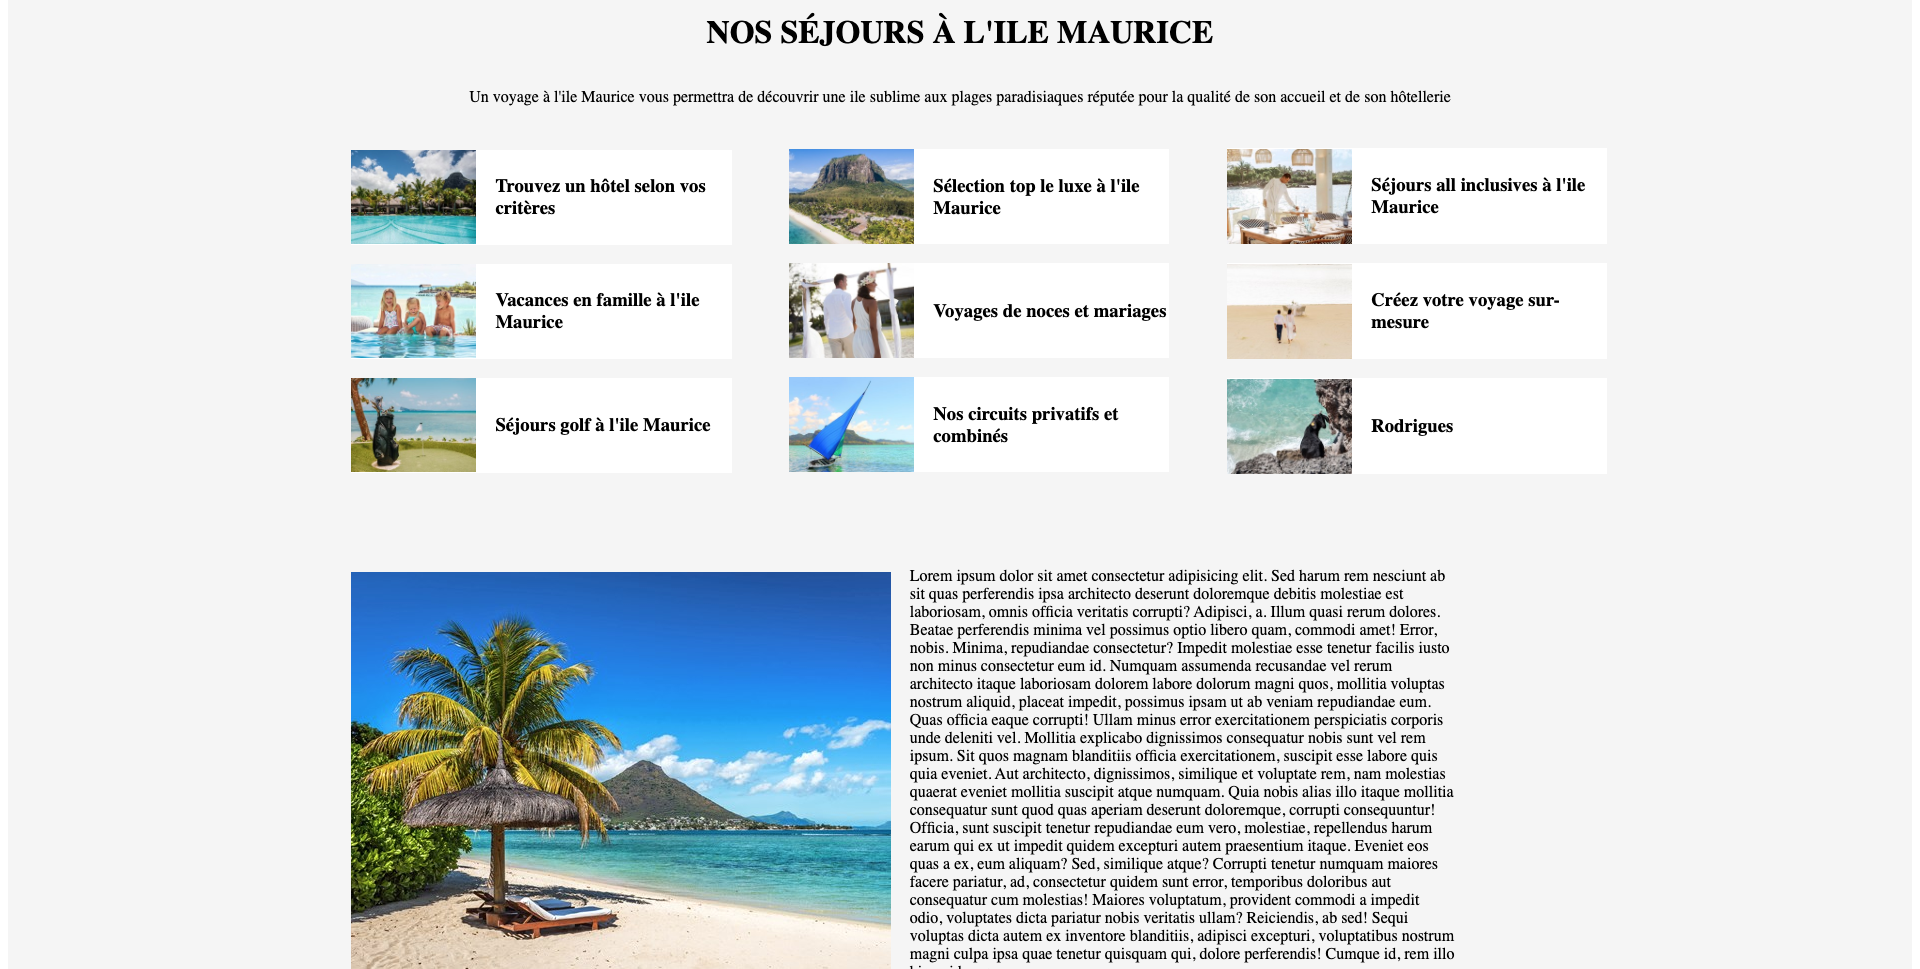 NOS SÉJOURS À L'ILE MAURICE
Un voyage à l'ile Maurice vous permettra de découvrir une ile sublime aux plages paradisiaques réputée pour la qualité de son accueil et de son hôtellerie
Trouvez un hôtel selon vos
critères
Sélection top le luxe à l'ile
Maurice
Séjours all inclusives à l'ile
Maurice
Vacances en famille à l'ile
Maurice
Voyages de noces et mariages
Créez votre voyage sur-
mesure
Séjours golf à l'ile Maurice
Nos circuits privatifs et
combinés
Rodrigues
Lorem ipsum dolor sit amet consectetur adipisicing elit. Sed harum rem nesciunt ab
sit quas perferendis ipsa architecto deserunt doloremque debitis molestiae est
laboriosam, omnis officia veritatis corrupti? Adipisci, a. Illum quasi rerum dolores.
Beatae perferendis minima vel possimus optio libero quam, commodi amet! Error,
nobis. Minima, repudiandae consectetur? Impedit molestiae esse tenetur facilis iusto
non minus consectetur eum id. Numquam assumenda recusandae vel rerum
architecto itaque laboriosam dolorem labore dolorum magni quos, mollitia voluptas
nostrum aliquid, placeat impedit, possimus ipsam ut ab veniam repudiandae eum.
Quas officia eaque corrupti! Ullam minus error exercitationem perspiciatis corporis
unde deleniti vel. Mollitia explicabo dignissimos consequatur nobis sunt vel rem
ipsum. Sit quos magnam blanditiis officia exercitationem, suscipit esse labore quis
quia eveniet. Aut architecto, dignissimos, similique et voluptate rem, nam molestias
quaerat eveniet mollitia suscipit atque numquam. Quia nobis alias illo itaque mollitia
consequatur sunt quod quas aperiam deserunt doloremque, corrupti consequuntur!
Officia, sunt suscipit tenetur repudiandae eum vero, molestiae, repellendus harum
earum qui ex ut impedit quidem excepturi autem praesentium itaque. Eveniet eos
quas a ex, eum aliquam? Sed, similique atque? Corrupti tenetur numquam maiores
facere pariatur, ad, consectetur quidem sunt error, temporibus doloribus aut
consequatur cum molestias! Maiores voluptatum, provident commodi a impedit
odio, voluptates dicta pariatur nobis veritatis ullam? Reiciendis, ab sed! Sequi
voluptas dicta autem ex inventore blanditiis, adipisci excepturi, voluptatibus nostrum
magni culpa ipsa quae tenetur quisquam qui, dolore perferendis! Cumque id, rem illo